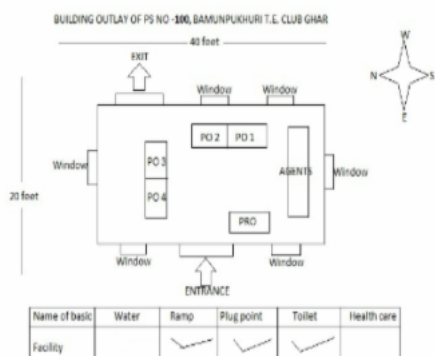 BUILDING OUTLAY OF PS NO -100, BAMUNPUKHURI T.E. CLUB GHAR
40 feet
W
EXIT
N S
Window Window
E
PO 2 PO 1
PO 3
Window AGENTS Window
20 feet
PO 4
PRO
Window Window
ENTRANCE
Name of basic Water Ramp Plug point Toilet Health care
Facility